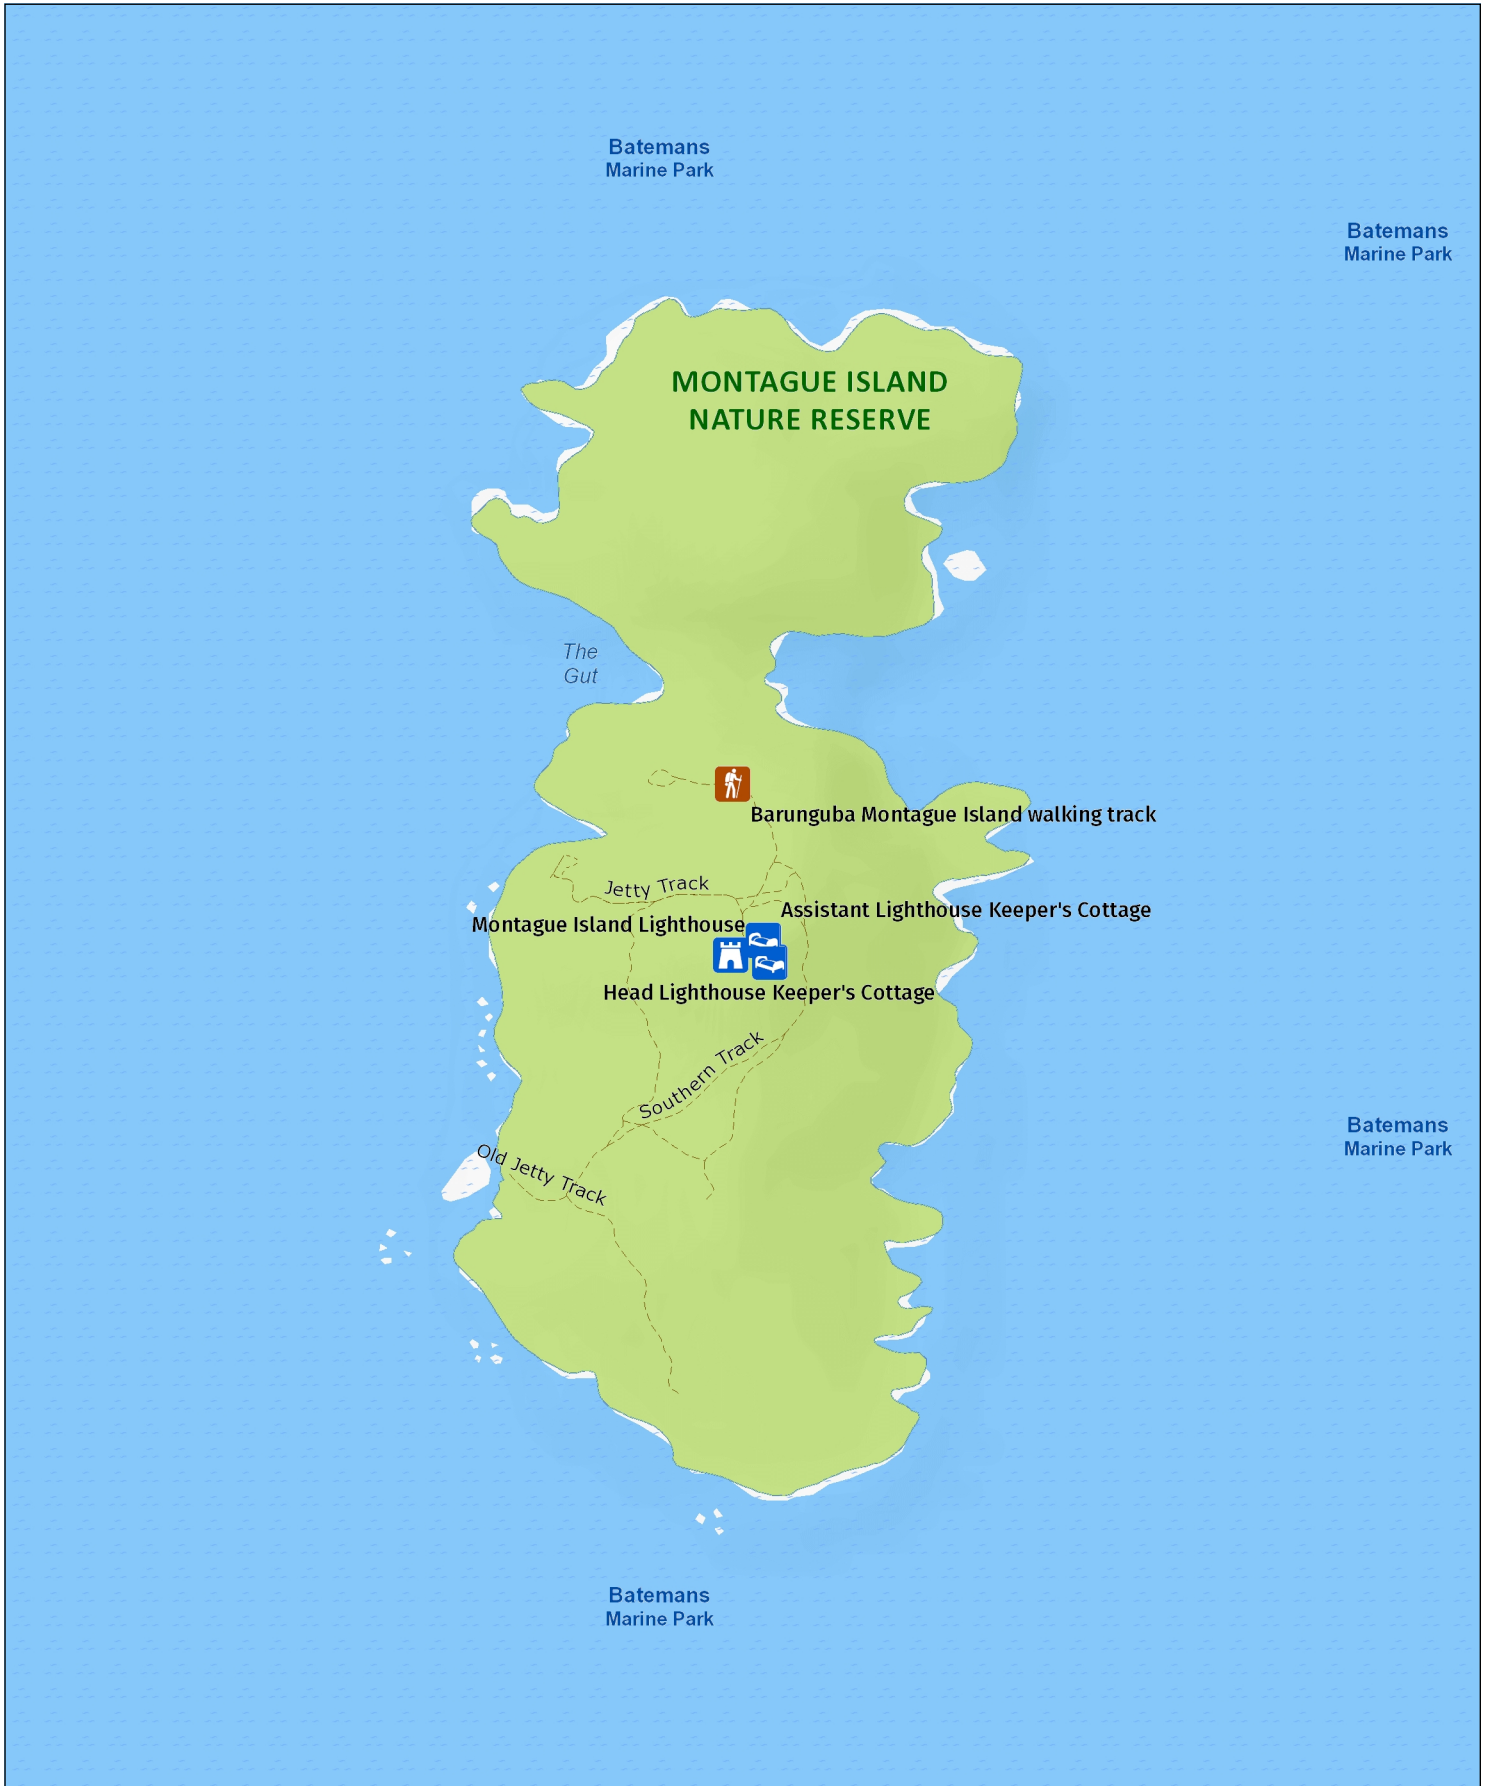 Batemans
Marine Park
Batemans
Marine Park
MONTAGUE ISLAND
NATURE RESERVE
The
Gut
Barunguba Montague Island walking track
Jetty Track
Assistant Lighthouse Keeper's Cottage
Montague Island Lighthouse
Head Lighthouse Keeper's Cottage
Southern Track
Batemans
Marine Park
Old Jetty Track
Batemans
Marine Park